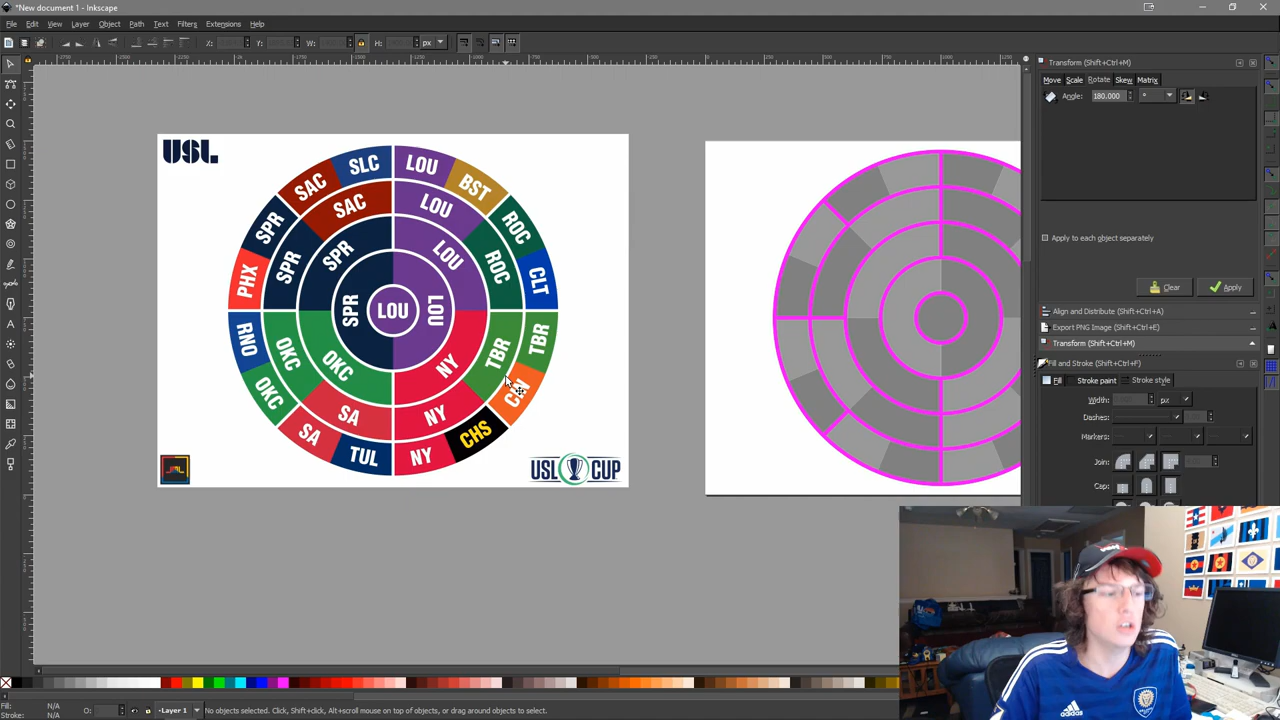 *New document 1 - Inkscape
File Edit View Layer Object Path Text Filters Extensions Help
X: Y: W: H: px
Transform (Shift+Ctrl+M)
Move Scale Rotate Skew Matrix
Angle: 180.000 °
Apply to each object separately
Clear Apply
Align and Distribute (Shift+Ctrl+A)
Export PNG Image (Shift+Ctrl+E)
Transform (Shift+Ctrl+M)
Fill and Stroke (Shift+Ctrl+F)
Fill Stroke paint Stroke style
Width: px
Dashes:
Markers:
Join:
Cap:
USL
SAC SLC LOU BST
SPR SAC LOU ROC
PHX SPR SPR LOU ROC CLT
SPR LOU LOU
RNO OKC OKC NY TBR TBR
OKC SA NY
SA TUL NY CHS
JML
USL CUP
Fill: N/A
Stroke: N/A
O:
Layer 1
No objects selected. Click, Shift+click, Alt+scroll mouse on top of objects, or drag around objects to select.
adidas